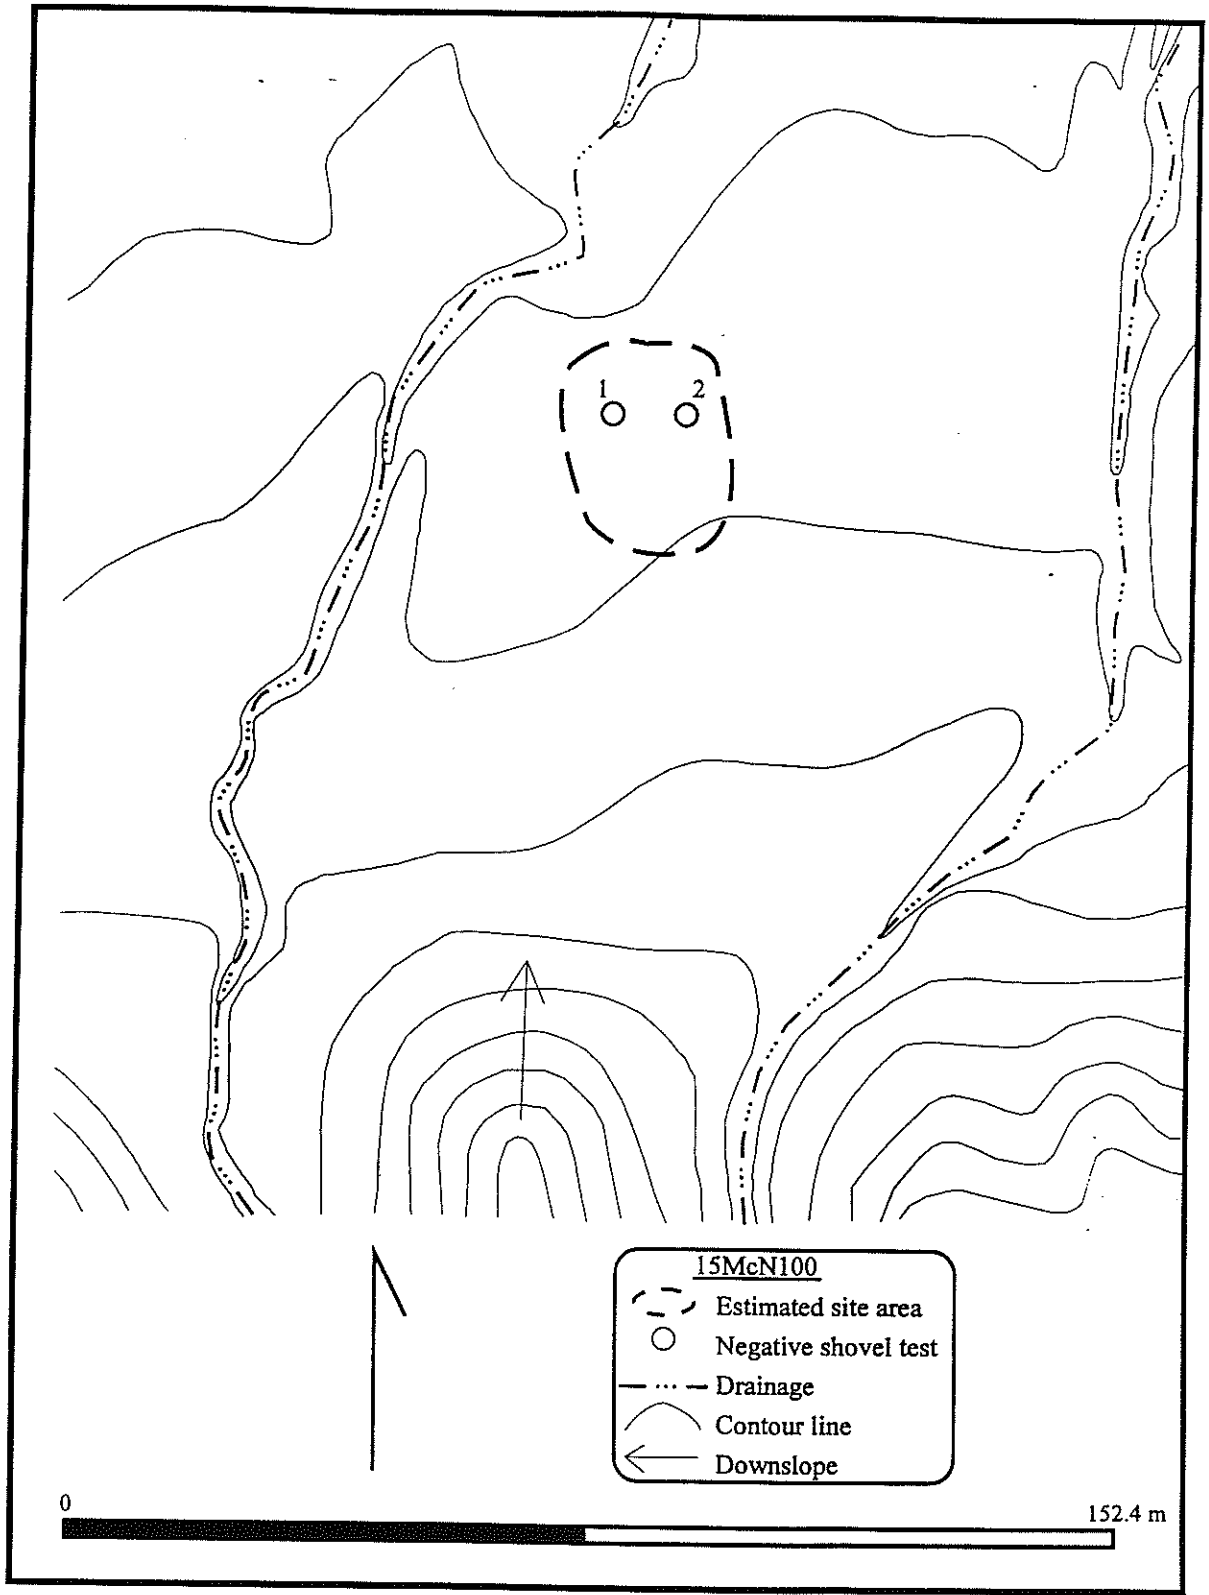 1 2
15McN100
Estimated site area
Negative shovel test
Drainage
Contour line
Downslope
0 152.4 m